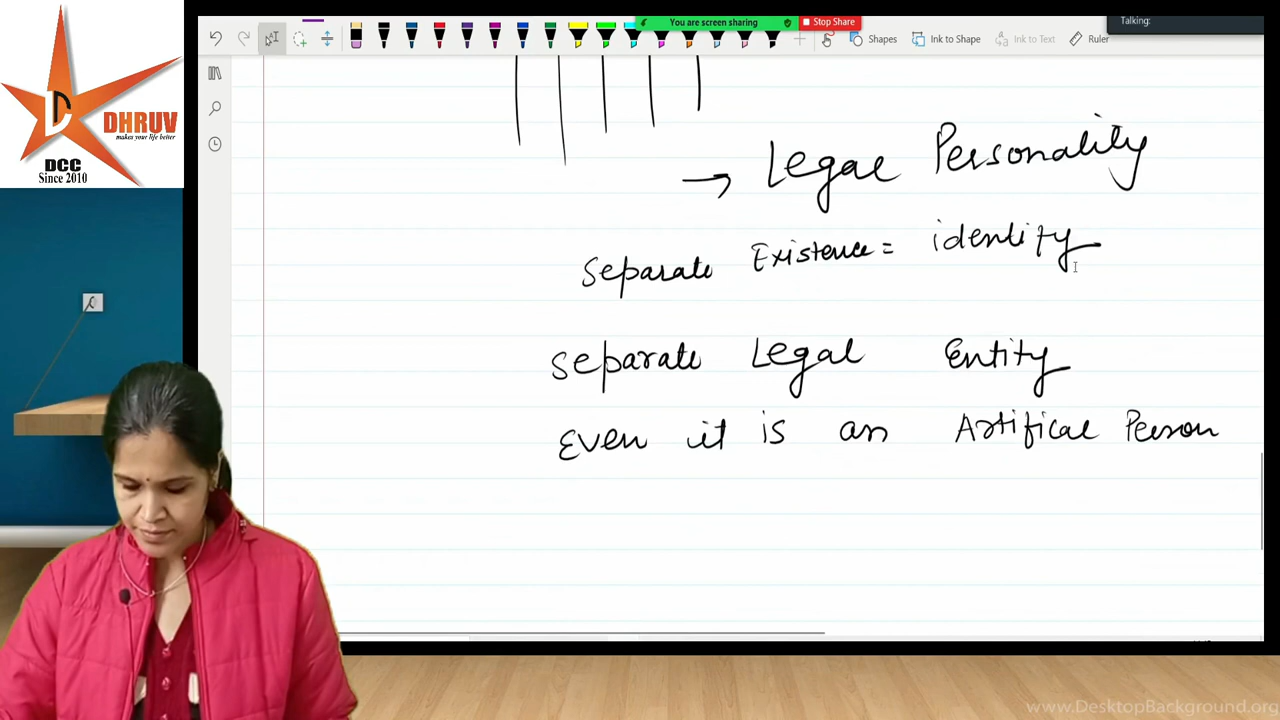 You are screen sharing
Stop Share
Talking:
Shapes
Ink to Shape
Ink to Text
Ruler
D
DHRUV
makes your life better
DCC
Since 2010
→ Legal Personality
Separate Existence = identity
Separate Legal Entity
Even it is an Artifical Person
www.DesktopBackground.org